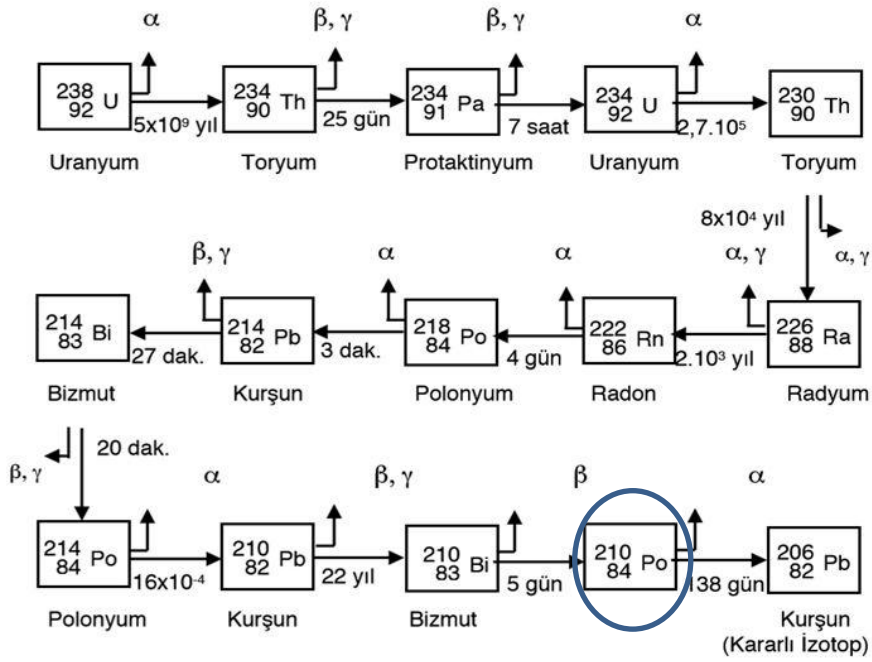 α β, γ β, γ α
238 92 U 234 90 Th 234 91 Pa 234 92 U 230 90 Th
5x10⁹ yıl 25 gün 7 saat 2,7.10⁵
Uranyum Toryum Protaktinyum Uranyum Toryum
8x10⁴ yıl
β, γ α α α, γ α, γ
214 83 Bi 214 82 Pb 218 84 Po 222 86 Rn 226 88 Ra
27 dak. 3 dak. 4 gün 2.10³ yıl
Bizmut Kurşun Polonyum Radon Radyum
20 dak.
β, γ α β, γ β α
214 84 Po 210 82 Pb 210 83 Bi 210 84 Po 206 82 Pb
16x10⁻⁴ 22 yıl 5 gün 138 gün
Polonyum Kurşun Bizmut Kurşun
(Kararlı İzotop)